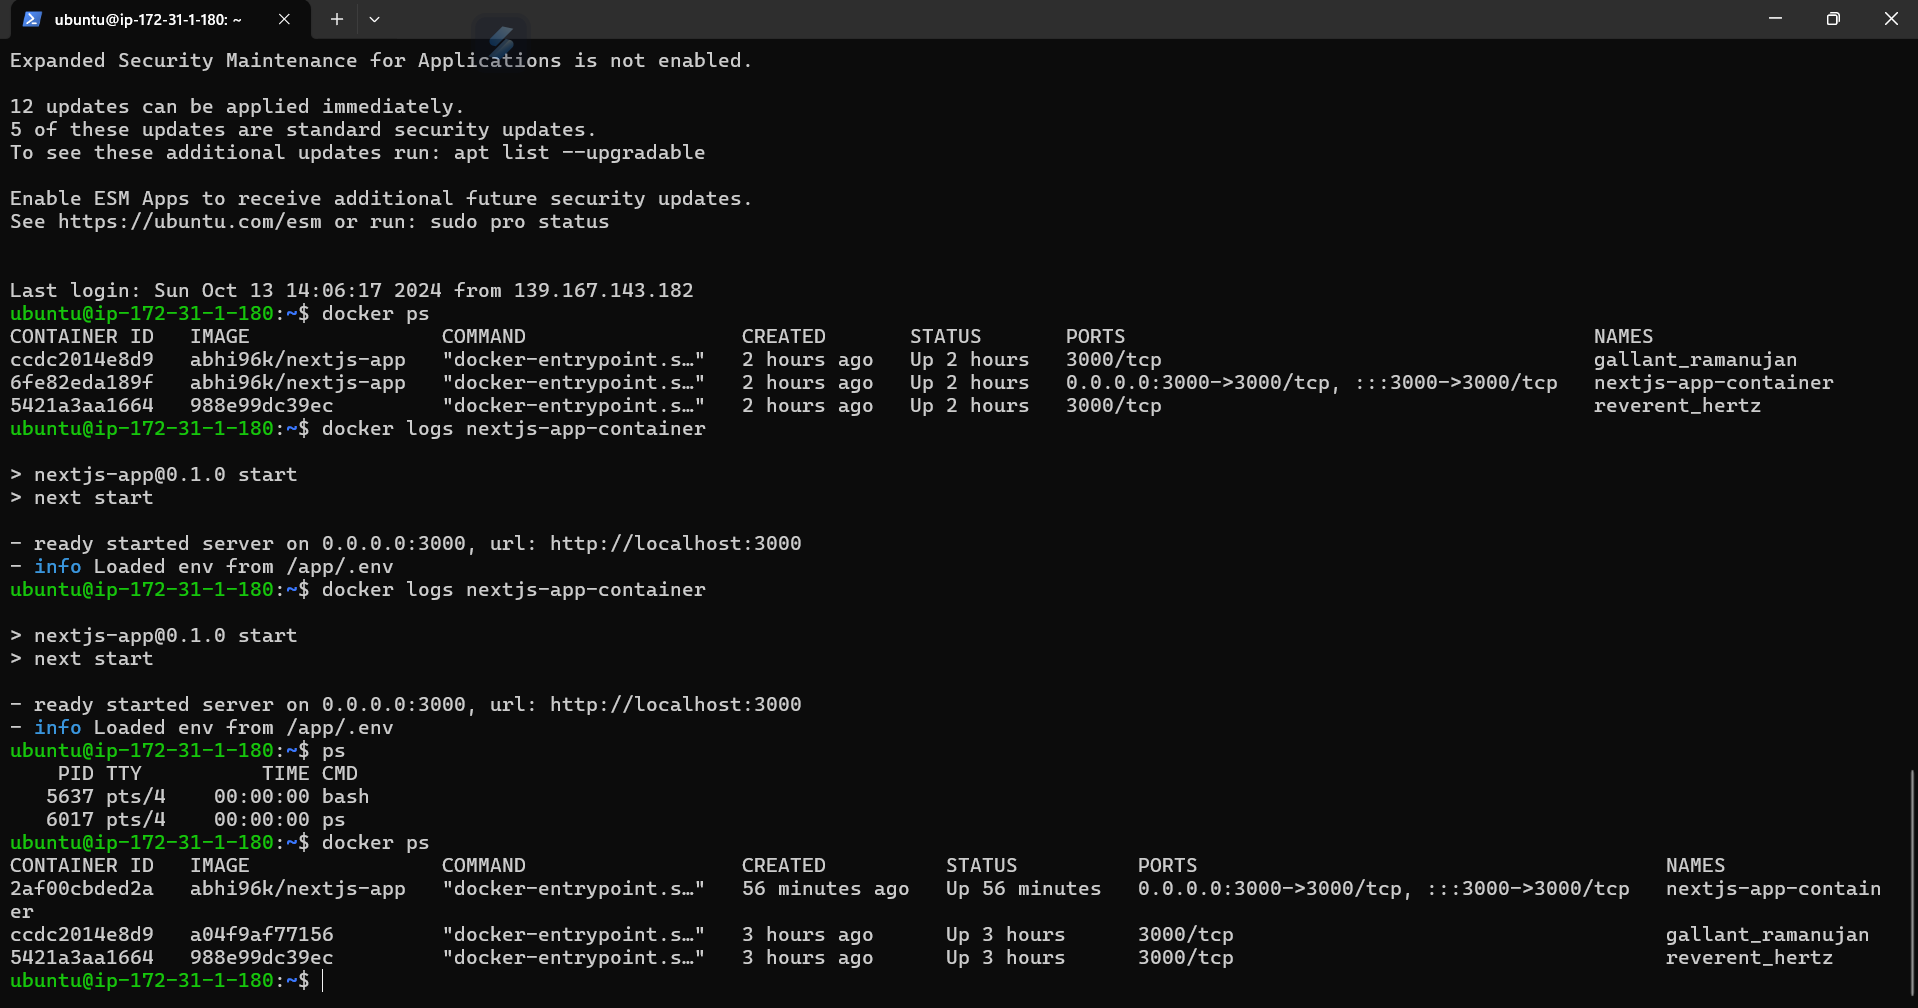 ubuntu@ip-172-31-1-180: ~
Expanded Security Maintenance for Applications is not enabled.
12 updates can be applied immediately.
5 of these updates are standard security updates.
To see these additional updates run: apt list --upgradable
Enable ESM Apps to receive additional future security updates.
See https://ubuntu.com/esm or run: sudo pro status
Last login: Sun Oct 13 14:06:17 2024 from 139.167.143.182
ubuntu@ip-172-31-1-180:~$ docker ps
CONTAINER ID   IMAGE                COMMAND                  CREATED       STATUS       PORTS                                       NAMES
ccdc2014e8d9   abhi96k/nextjs-app   "docker-entrypoint.s…"   2 hours ago   Up 2 hours   3000/tcp                                    gallant_ramanujan
6fe82eda189f   abhi96k/nextjs-app   "docker-entrypoint.s…"   2 hours ago   Up 2 hours   0.0.0.0:3000->3000/tcp, :::3000->3000/tcp   nextjs-app-container
5421a3aa1664   988e99dc39ec         "docker-entrypoint.s…"   2 hours ago   Up 2 hours   3000/tcp                                    reverent_hertz
ubuntu@ip-172-31-1-180:~$ docker logs nextjs-app-container
> nextjs-app@0.1.0 start
> next start
- ready started server on 0.0.0.0:3000, url: http://localhost:3000
- info Loaded env from /app/.env
ubuntu@ip-172-31-1-180:~$ docker logs nextjs-app-container
> nextjs-app@0.1.0 start
> next start
- ready started server on 0.0.0.0:3000, url: http://localhost:3000
- info Loaded env from /app/.env
ubuntu@ip-172-31-1-180:~$ ps
    PID TTY          TIME CMD
   5637 pts/4    00:00:00 bash
   6017 pts/4    00:00:00 ps
ubuntu@ip-172-31-1-180:~$ docker ps
CONTAINER ID   IMAGE                COMMAND                  CREATED          STATUS          PORTS                                       NAMES
2af00cbded2a   abhi96k/nextjs-app   "docker-entrypoint.s…"   56 minutes ago   Up 56 minutes   0.0.0.0:3000->3000/tcp, :::3000->3000/tcp   nextjs-app-contain
er
ccdc2014e8d9   a04f9af77156         "docker-entrypoint.s…"   3 hours ago      Up 3 hours      3000/tcp                                    gallant_ramanujan
5421a3aa1664   988e99dc39ec         "docker-entrypoint.s…"   3 hours ago      Up 3 hours      3000/tcp                                    reverent_hertz
ubuntu@ip-172-31-1-180:~$